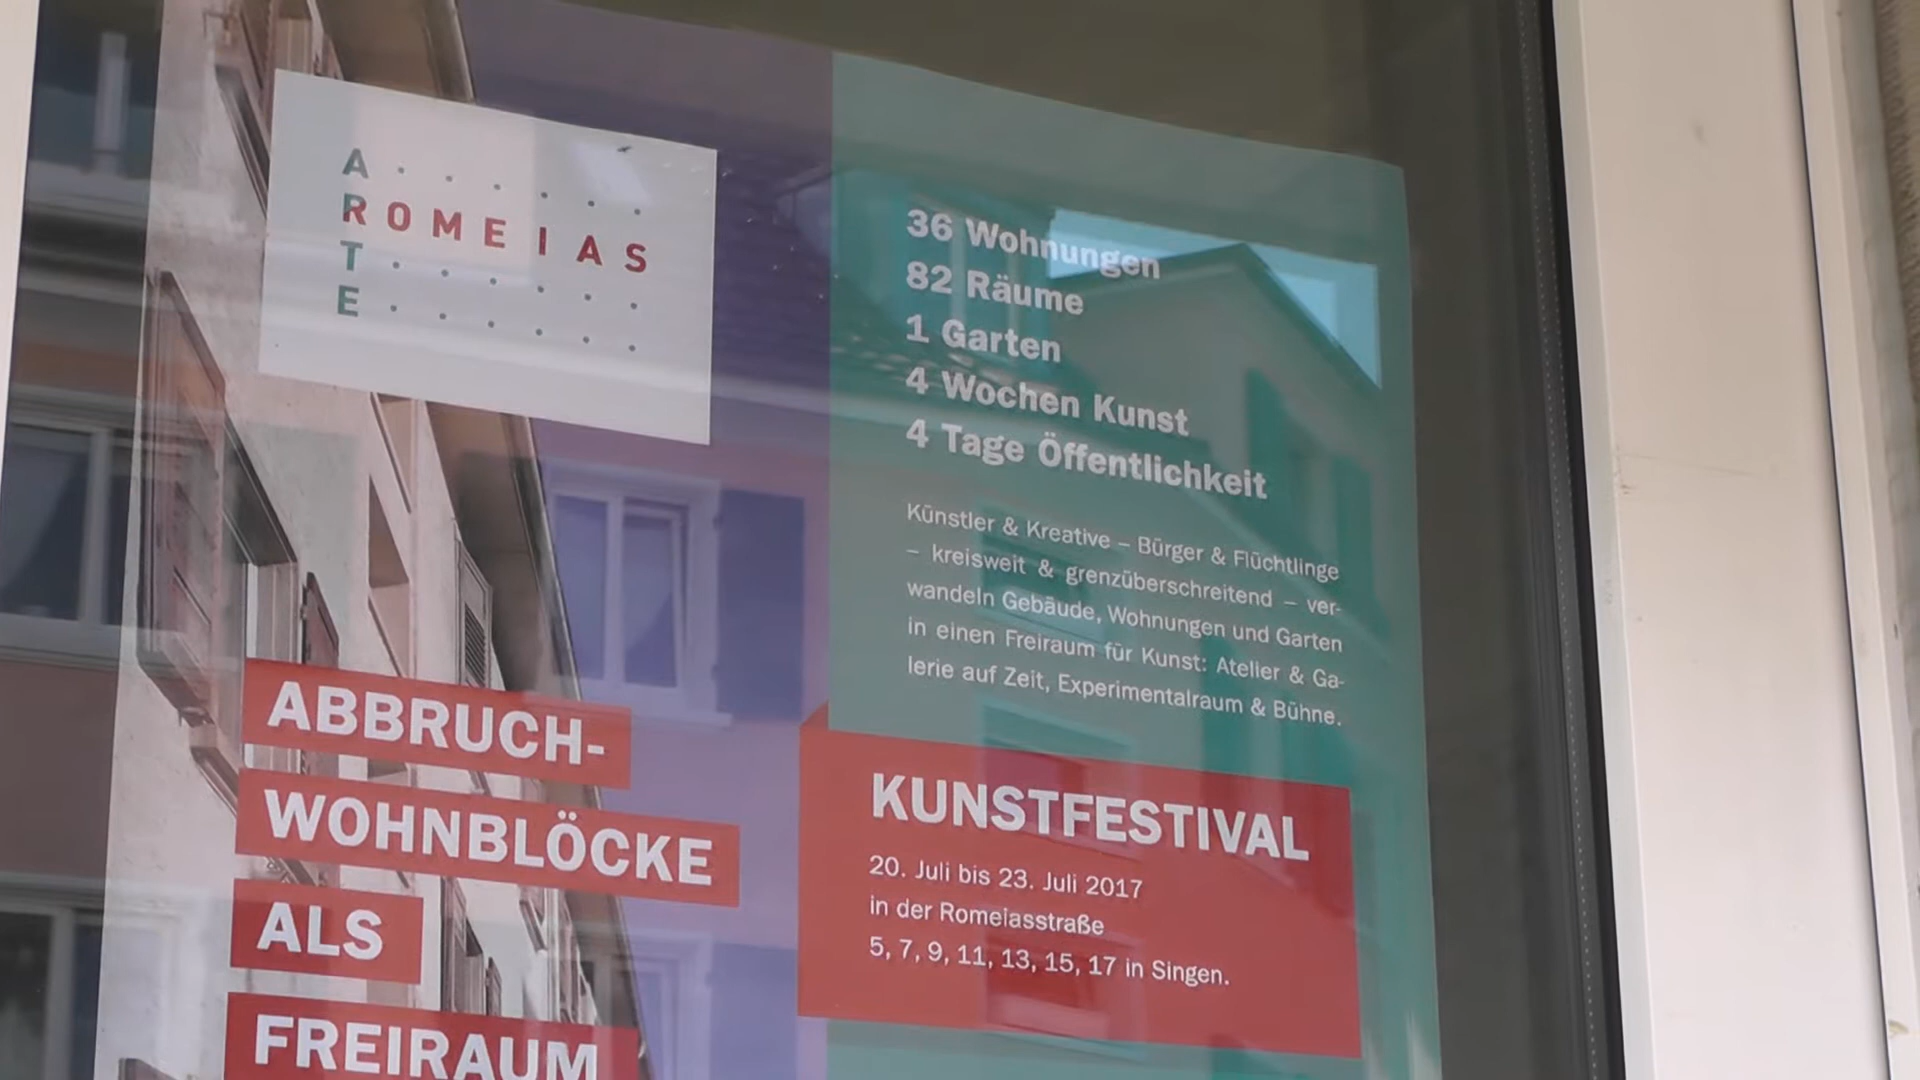 A
ROMEIAS
T
E
36 Wohnungen
82 Räume
1 Garten
4 Wochen Kunst
4 Tage Öffentlichkeit
Künstler & Kreative – Bürger & Flüchtlinge
– kreisweit & grenzüberschreitend – ver-
wandeln Gebäude, Wohnungen und Garten
in einen Freiraum für Kunst: Atelier & Ga-
lerie auf Zeit, Experimentalraum & Bühne.
ABBRUCH-
WOHNBLÖCKE
ALS
FREIRAUM
KUNSTFESTIVAL
20. Juli bis 23. Juli 2017
in der Romeiasstraße
5, 7, 9, 11, 13, 15, 17 in Singen.